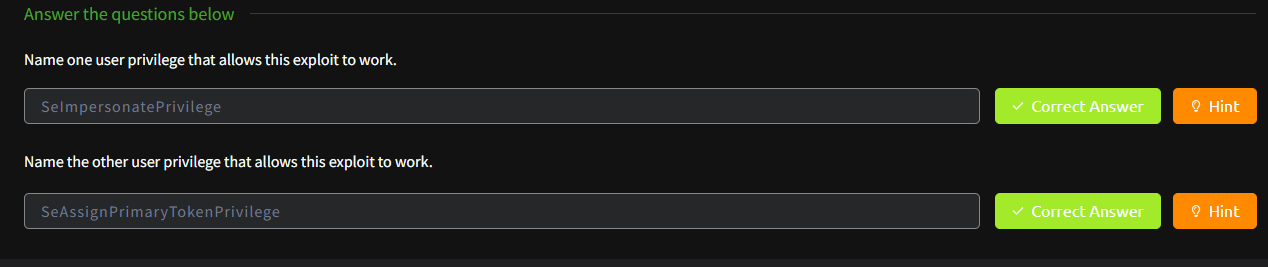 Answer the questions below
Name one user privilege that allows this exploit to work.
SeImpersonatePrivilege
Correct Answer
Hint
Name the other user privilege that allows this exploit to work.
SeAssignPrimaryTokenPrivilege
Correct Answer
Hint